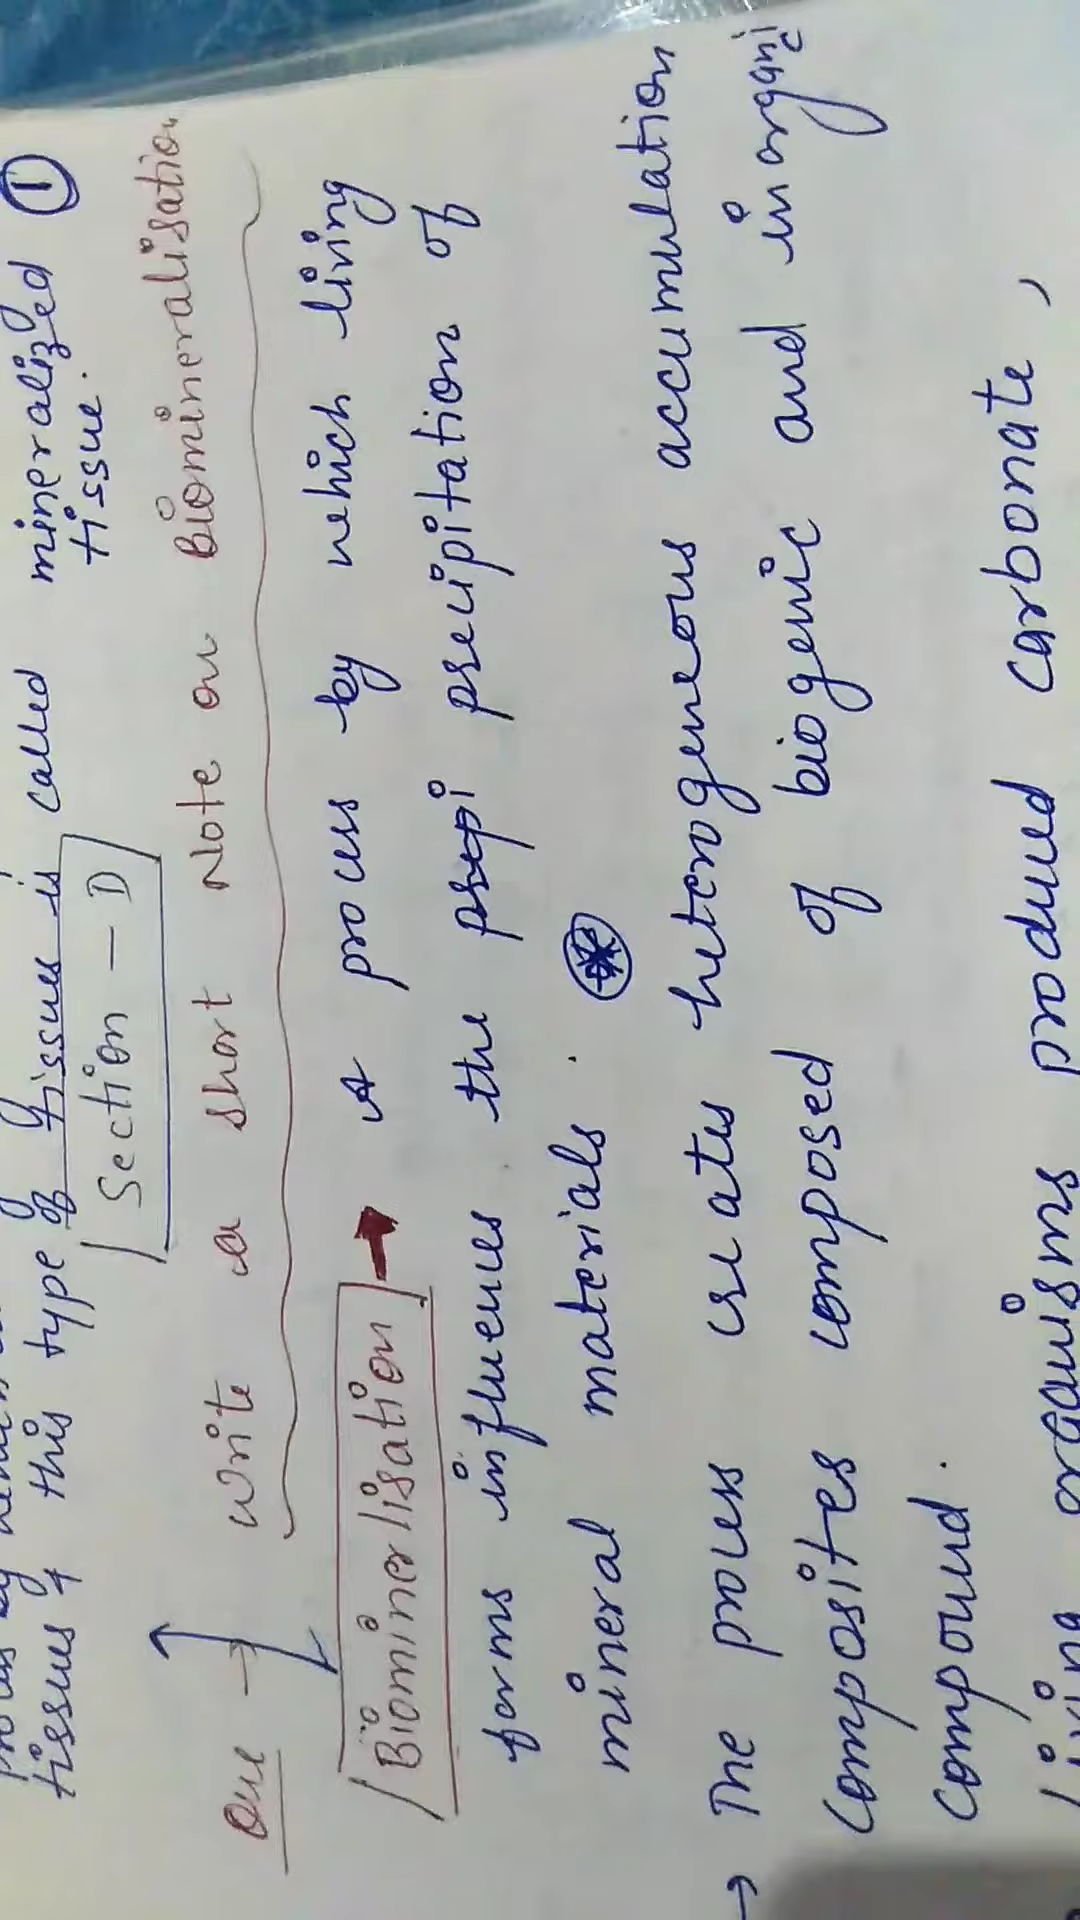 tissues & this type of tissues is called mineralized ①
tissue.
Section - D
Que → write a short Note on Biomineralisation
Biominerlisation → A process by which living
forms influences the presepi precipitation of
mineral materials.
→ The process creates heterogeneous accumulation
composites composed of biogenic and inorganic
compound.
Living organisms produced carbonate,